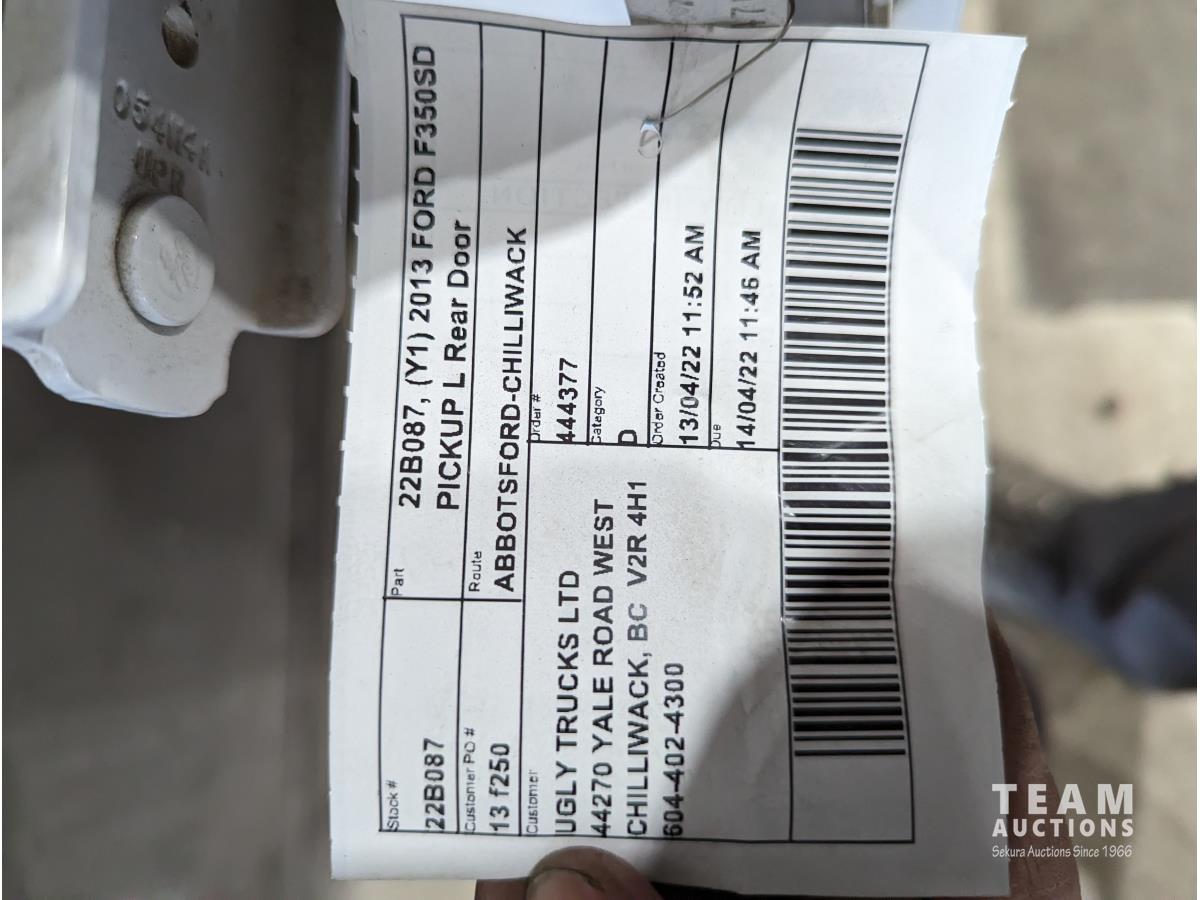 Stock #
22B087
Part
22B087, (Y1) 2013 FORD F350SD
PICKUP L Rear Door
Customer PO #
13 f250
Route
ABBOTSFORD-CHILLIWACK
Customer
UGLY TRUCKS LTD
44270 YALE ROAD WEST
CHILLIWACK, BC V2R 4H1
604-402-4300
Order #
444377
Category
D
Order Created
13/04/22 11:52 AM
Due
14/04/22 11:46 AM
UPR
TEAM
AUCTIONS
Sekura Auctions Since 1966